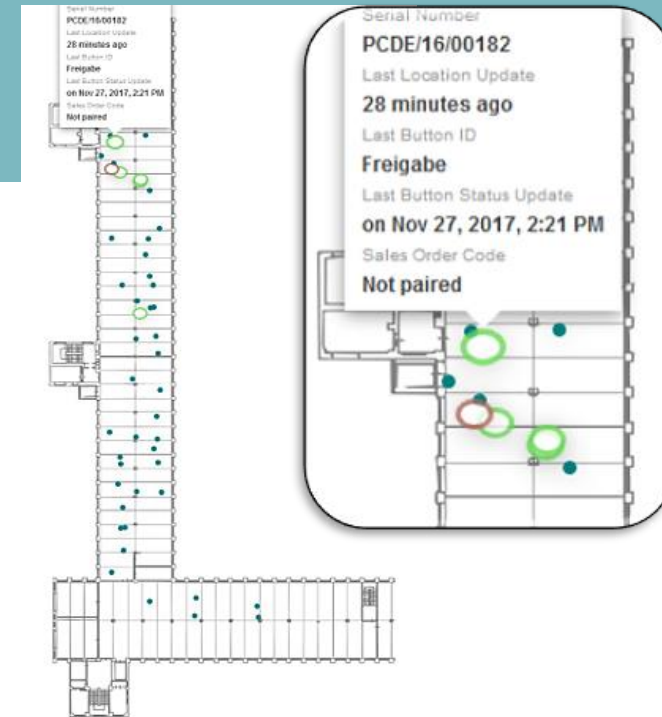 Serial Number
PCDE/16/00182
Last Location Update
28 minutes ago
Last Button ID
Freigabe
Last Button Status Update
on Nov 27, 2017, 2:21 PM
Sales Order Code
Not paired
Serial Number
PCDE/16/00182
Last Location Update
28 minutes ago
Last Button ID
Freigabe
Last Button Status Update
on Nov 27, 2017, 2:21 PM
Sales Order Code
Not paired